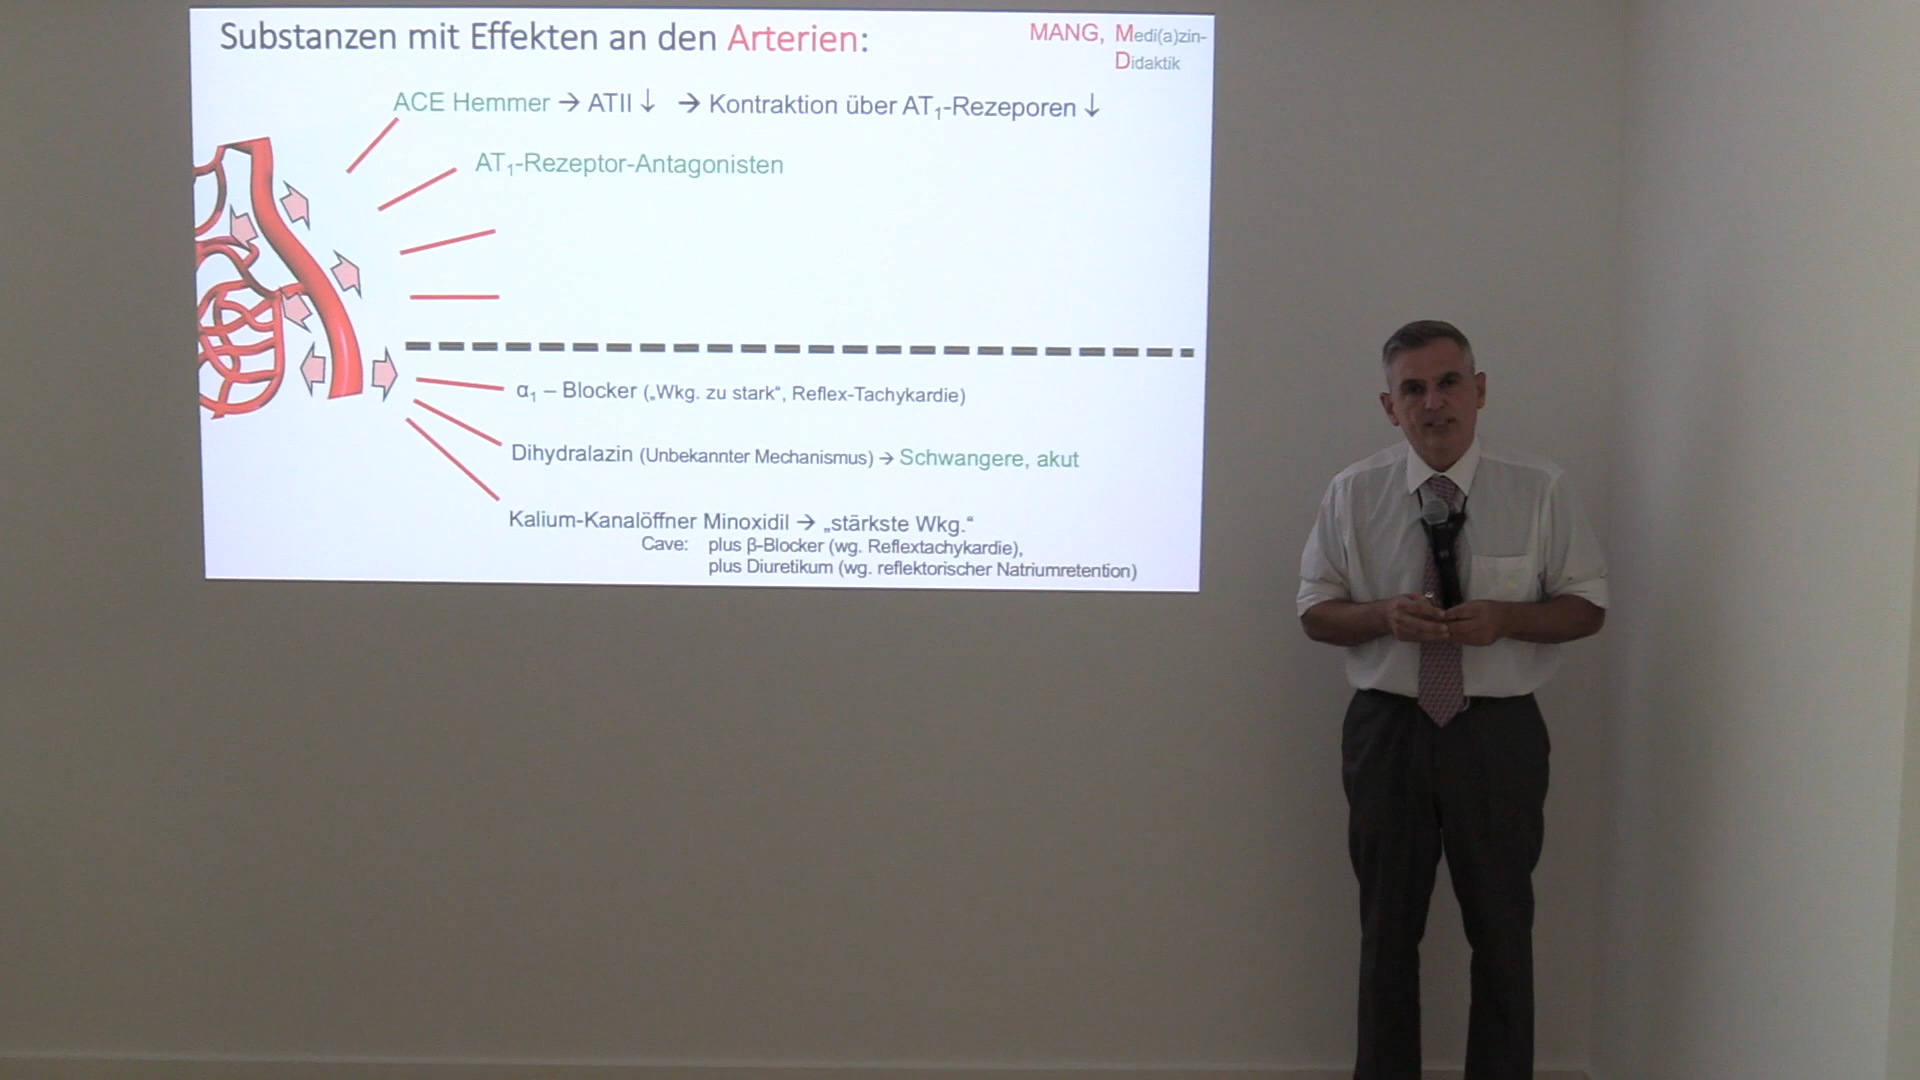 Substanzen mit Effekten an den Arterien:
MANG, Medi(a)zin-
Didaktik
ACE Hemmer → ATII ↓ → Kontraktion über AT₁-Rezeporen ↓
AT₁-Rezeptor-Antagonisten
α₁ – Blocker („Wkg. zu stark“, Reflex-Tachykardie)
Dihydralazin (Unbekannter Mechanismus) → Schwangere, akut
Kalium-Kanalöffner Minoxidil → „stärkste Wkg.“
Cave: plus β-Blocker (wg. Reflextachykardie),
plus Diuretikum (wg. reflektorischer Natriumretention)